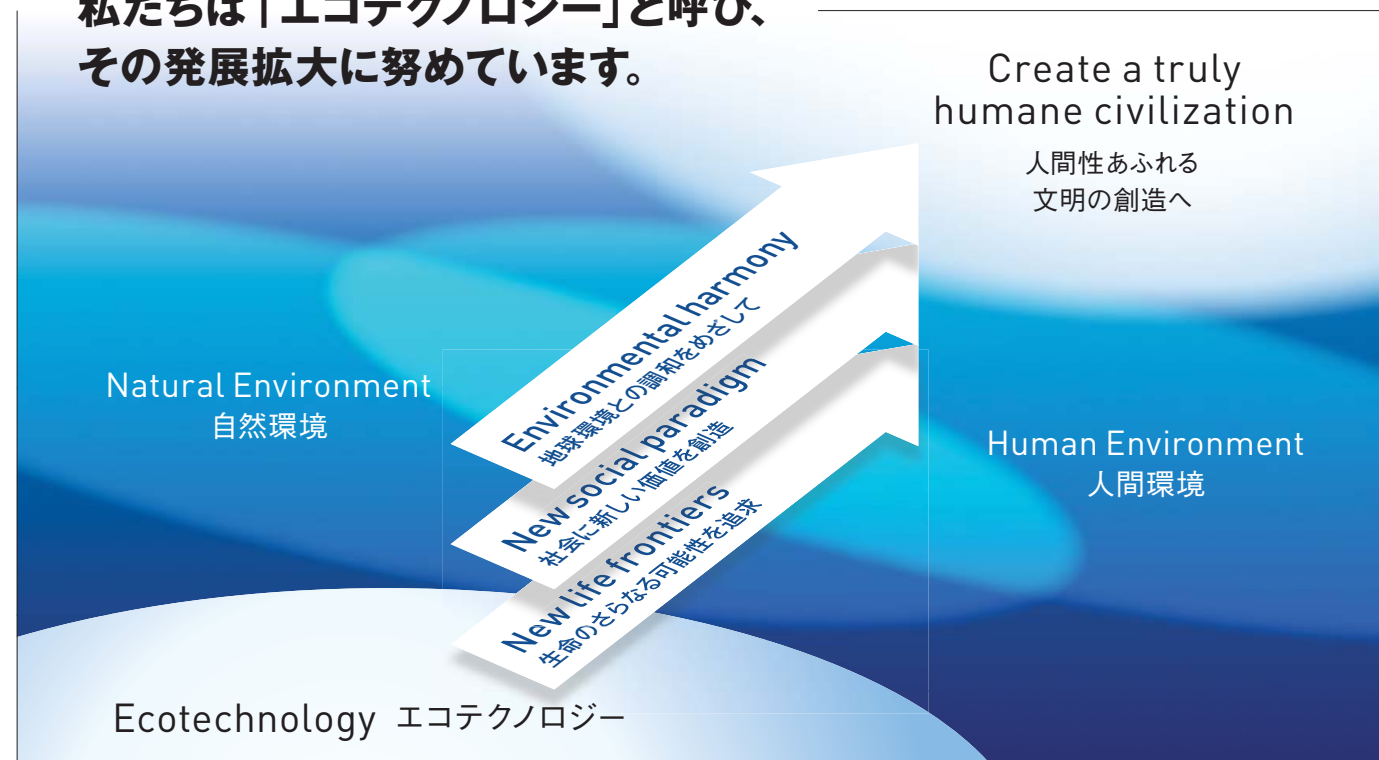 私たちは「エコテクノロジー」と呼び、
その発展拡大に努めています。
Create a truly
humane civilization
人間性あふれる
文明の創造へ
Environmental harmony
地球環境との調和をめざして
New social paradigm
社会に新しい価値を創造
New life frontiers
生命のさらなる可能性を追求
Natural Environment
自然環境
Human Environment
人間環境
Ecotechnology エコテクノロジー